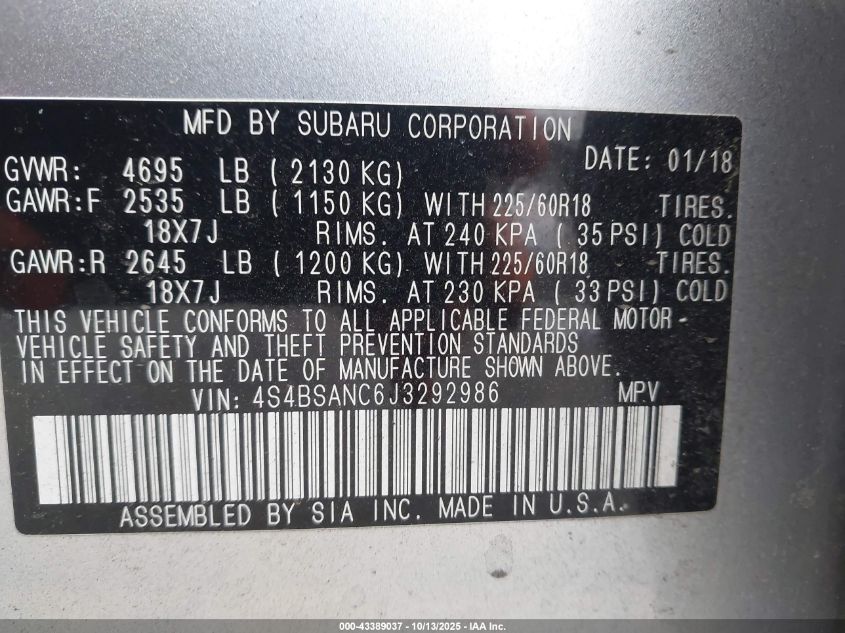 MFD BY SUBARU CORPORATION
DATE: 01/18
GVWR: 4695 LB ( 2130 KG)
GAWR:F 2535 LB ( 1150 KG) WITH 225/60R18 TIRES.
18X7J RIMS. AT 240 KPA ( 35 PSI) COLD
GAWR:R 2645 LB ( 1200 KG) WITH 225/60R18 TIRES.
18X7J RIMS. AT 230 KPA ( 33 PSI) COLD
THIS VEHICLE CONFORMS TO ALL APPLICABLE FEDERAL MOTOR-
VEHICLE SAFETY AND THEFT PREVENTION STANDARDS
IN EFFECT ON THE DATE OF MANUFACTURE SHOWN ABOVE.
VIN: 4S4BSANC6J3292986 MPV
ASSEMBLED BY SIA INC. MADE IN U.S.A.
000-43389037 - 10/13/2025 - IAA Inc.